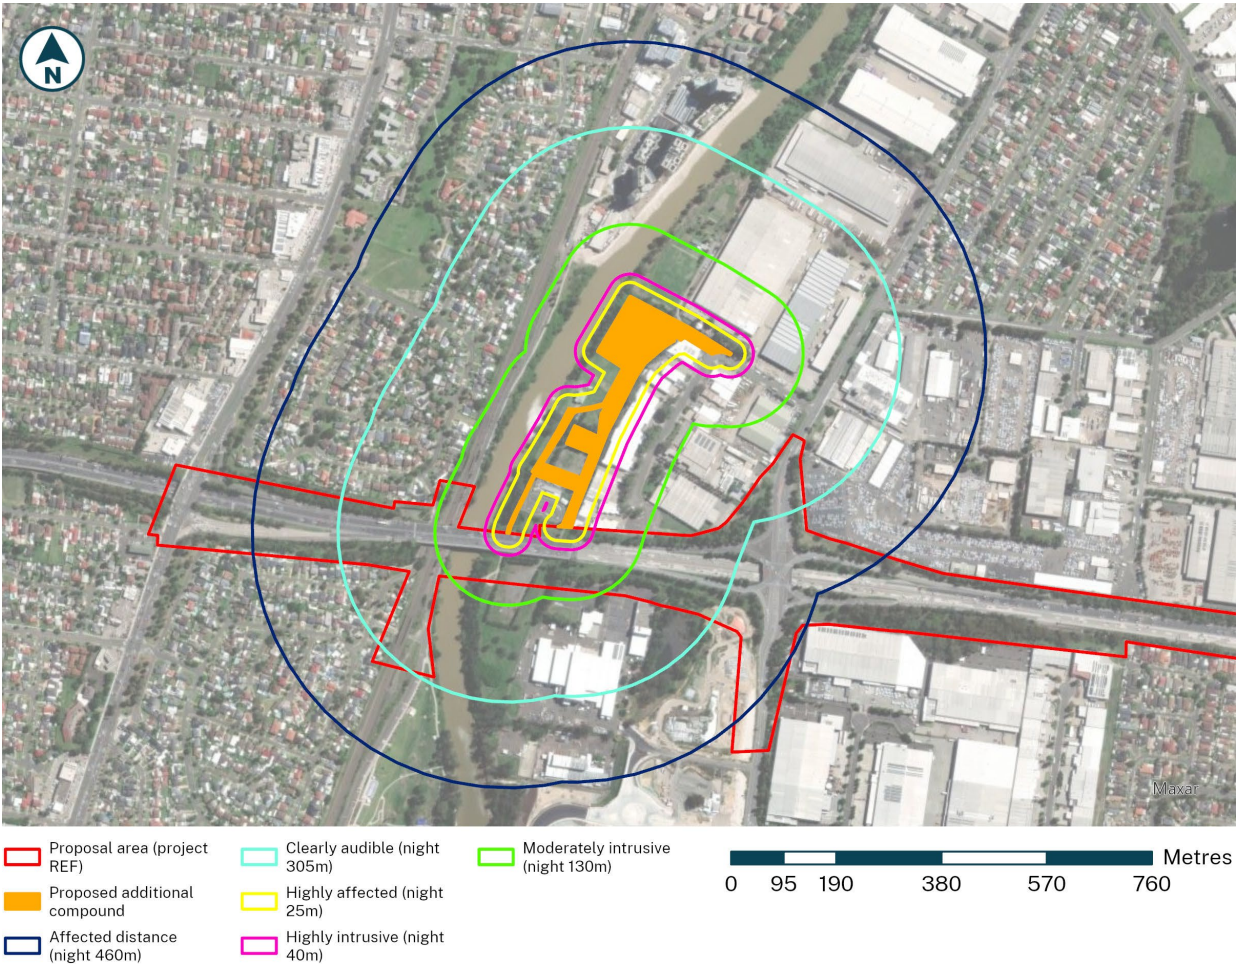 N
Maxar
Proposal area (project
REF)
Proposed additional
compound
Affected distance
(night 460m)
Clearly audible (night
305m)
Highly affected (night
25m)
Highly intrusive (night
40m)
Moderately intrusive
(night 130m)
Metres
0 95 190 380 570 760